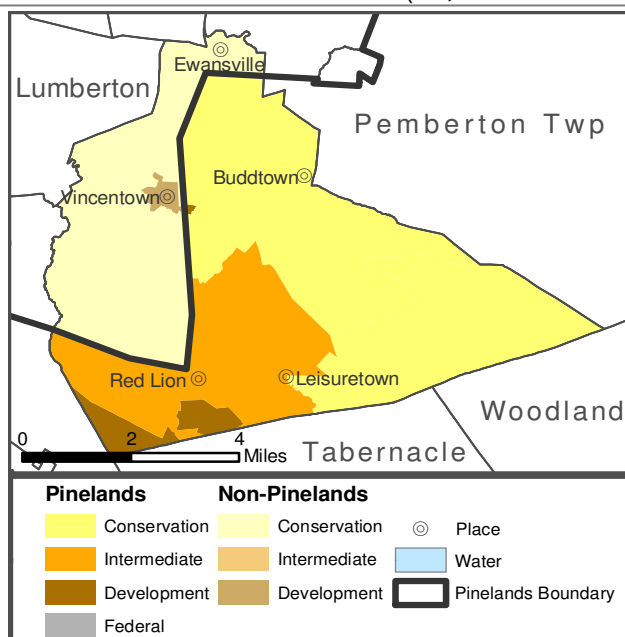 Ewansville
Lumberton
Pemberton Twp
Buddtown
Vincentown
Red Lion
Leisuretown
Woodland
Tabernacle
0 2 4
Miles
Pinelands Non-Pinelands
Conservation Conservation Place
Intermediate Intermediate Water
Development Development Pinelands Boundary
Federal